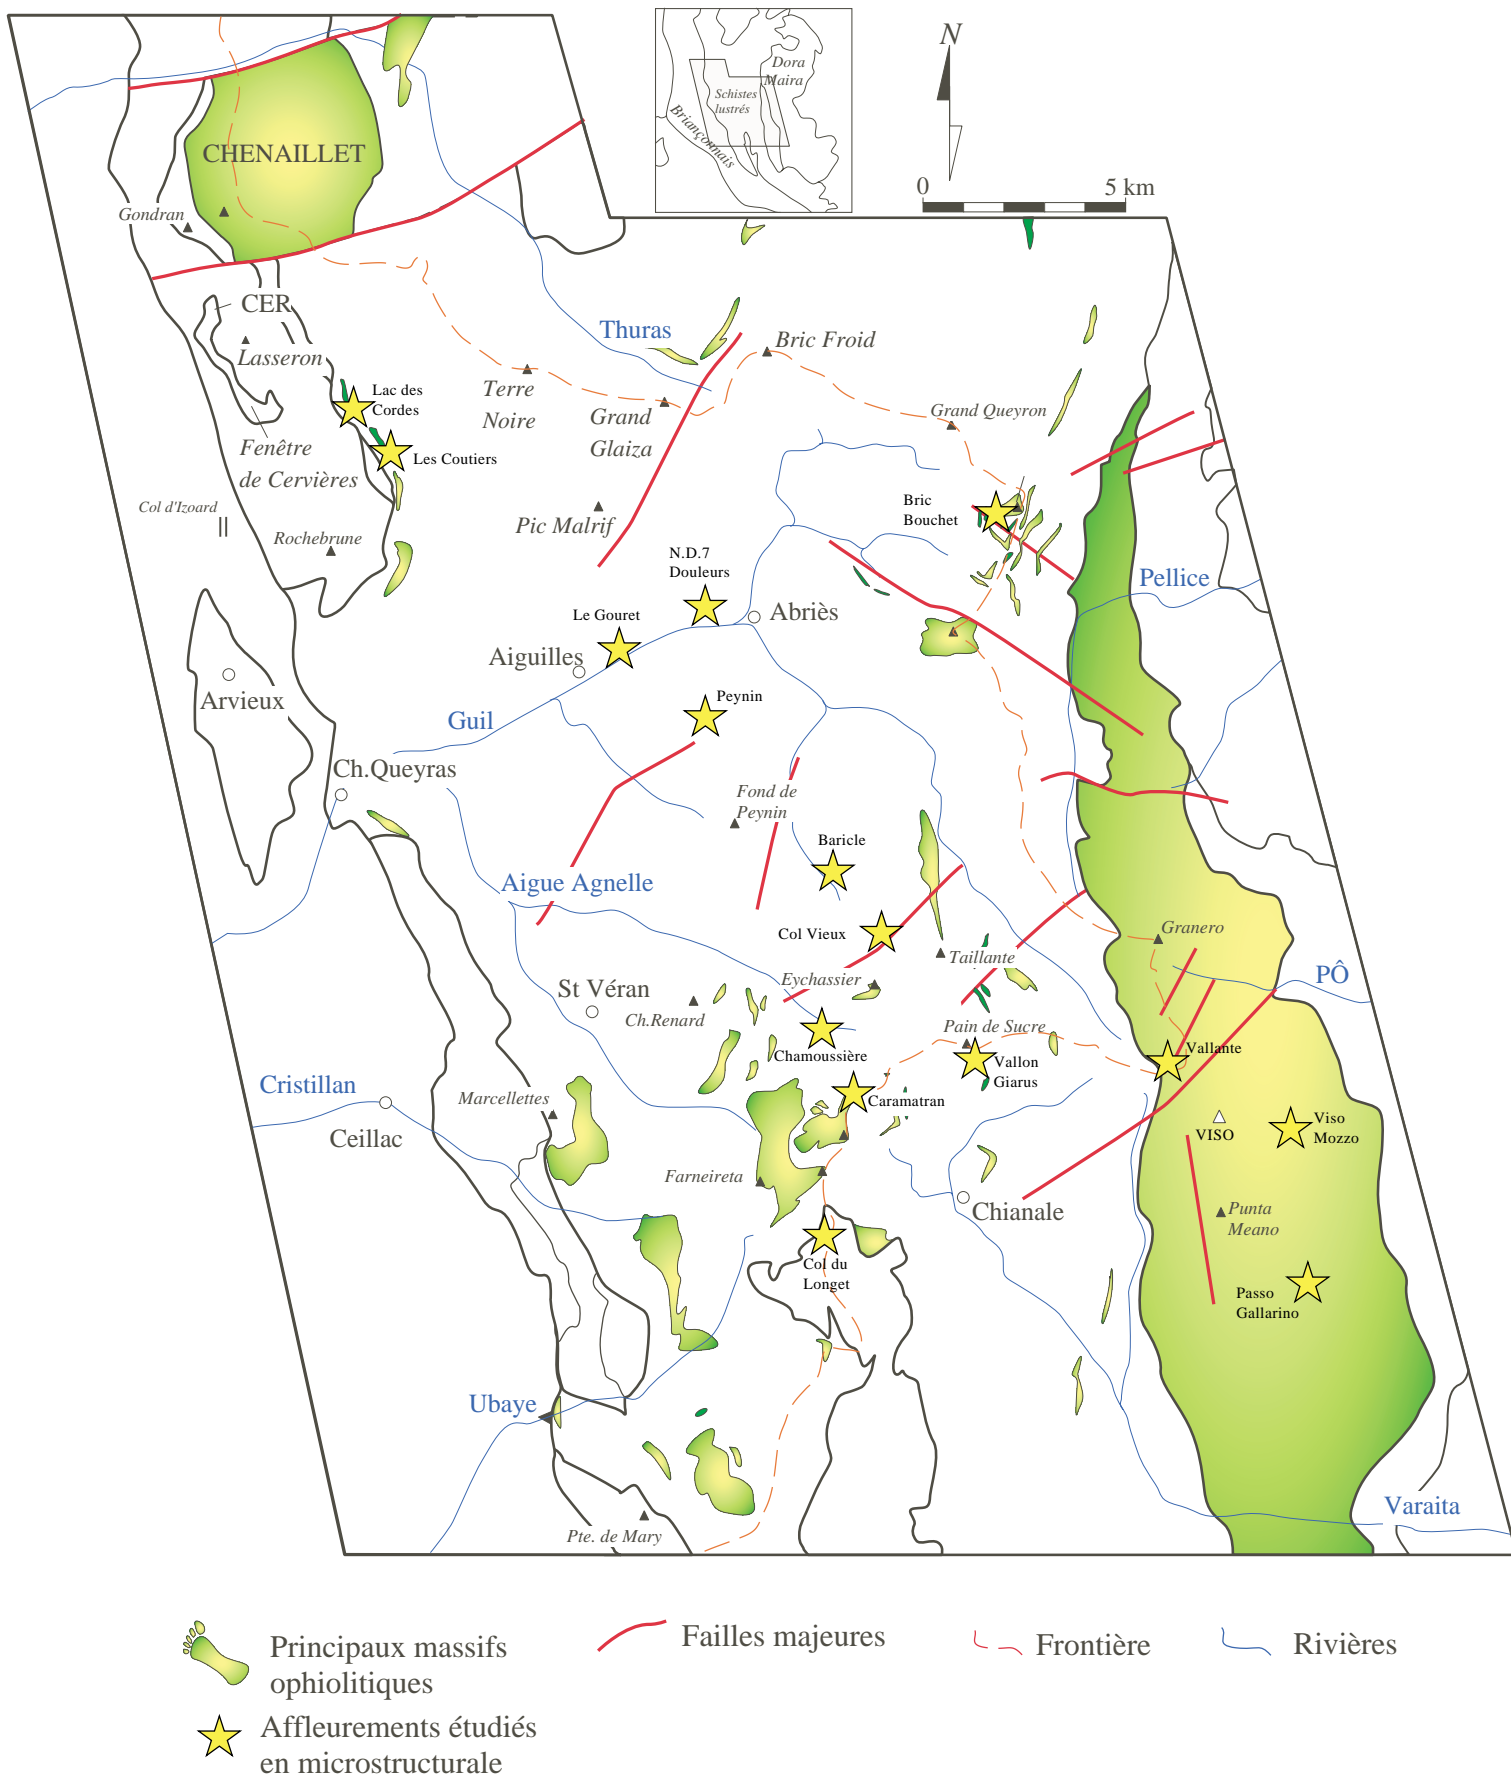 N
Dora
Maira
Schistes
lustrés
Briançonnais
0 5 km
CHENAILLET
Gondran
CER
Lasseron
Thuras
Bric Froid
Terre
Noire
Grand
Glaiza
Grand Queyron
Lac des
Cordes
Les Coutiers
Fenêtre
de Cervières
Col d'Izoard
Rochebrune
Pic Malrif
Bric
Bouchet
N.D.7
Douleurs
Pellice
Le Gouret
Abriès
Aiguilles
Arvieux
Peynin
Guil
Ch.Queyras
Fond de
Peynin
Baricle
Aigue Agnelle
Col Vieux
Granero
Taillante
PÔ
Eychassier
St Véran
Ch.Renard
Pain de Sucre
Chamoussière
Vallante
Vallon
Giarus
Cristillan
Marcellettes
Caramatran
VISO
Viso
Mozzo
Ceillac
Farneireta
Chianale
Punta
Meano
Col du
Longet
Passo
Gallarino
Ubaye
Varaita
Pte. de Mary
Principaux massifs
ophiolitiques
Failles majeures
Frontière
Rivières
Affleurements étudiés
en microstructurale